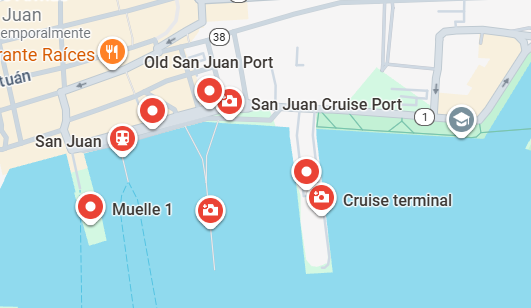 Juan
emporalmente
rante Raíces
tuán
38
Old San Juan Port
San Juan Cruise Port
1
San Juan
Muelle 1
Cruise terminal